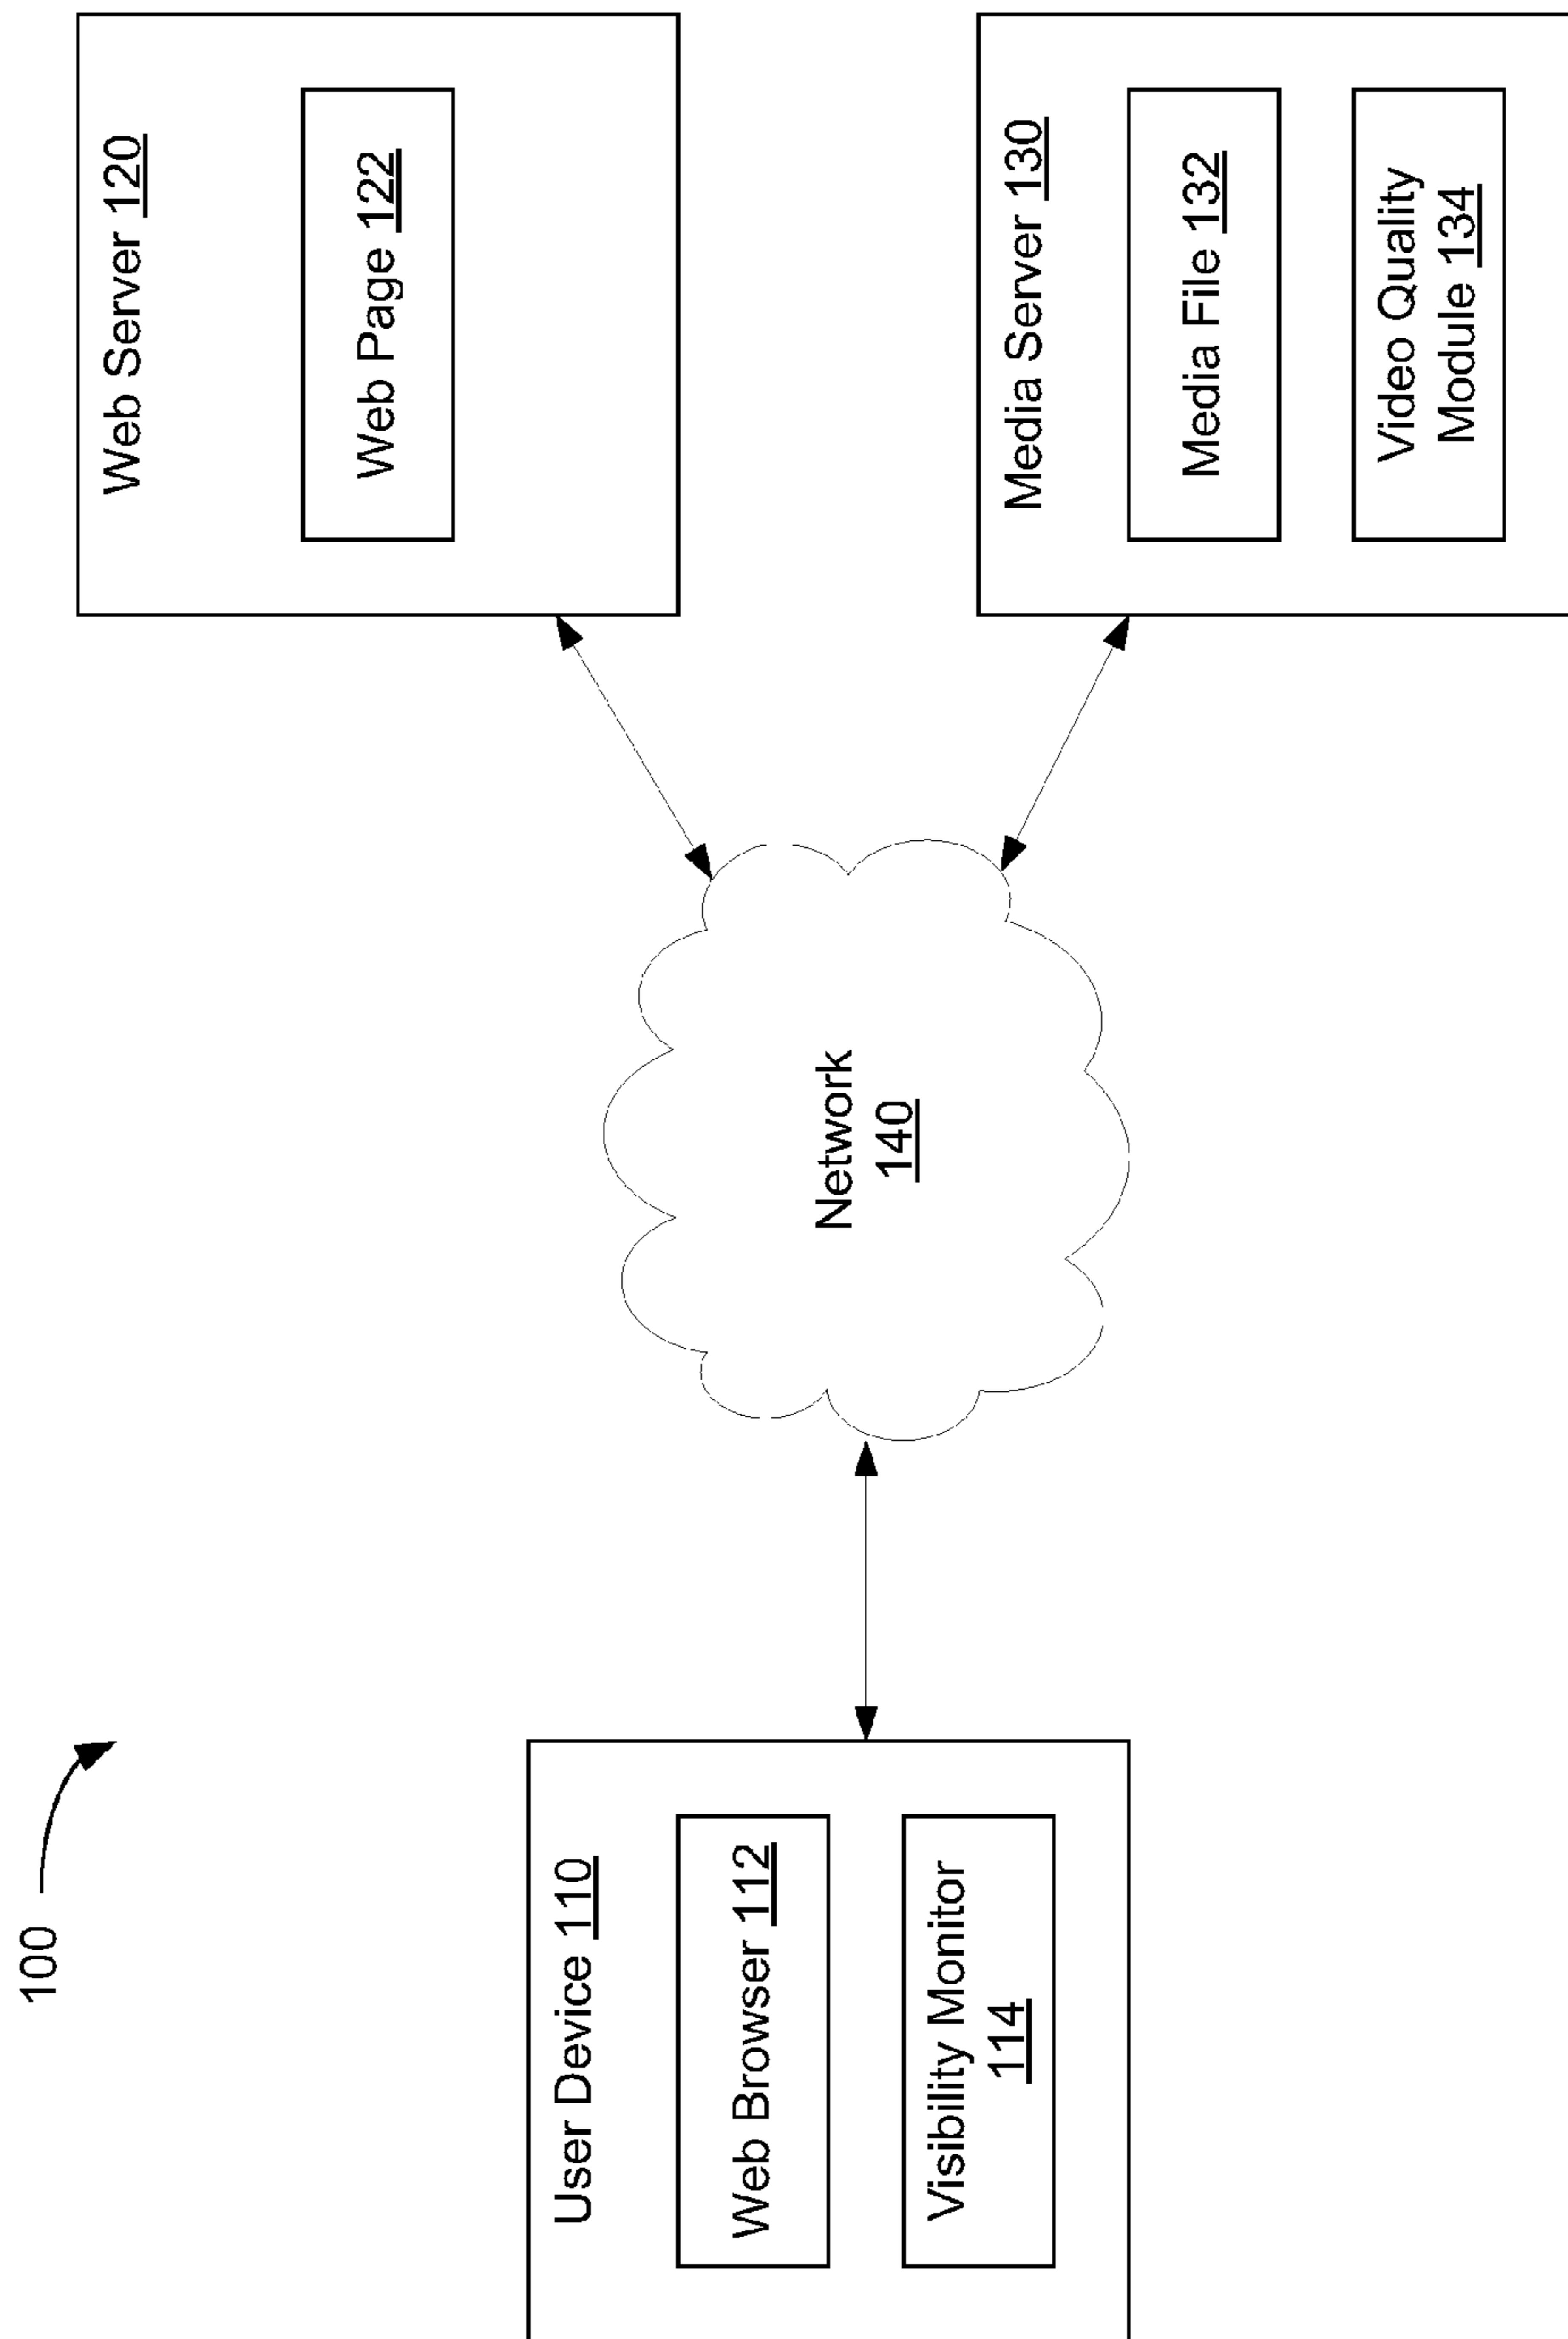 100
User Device 110
Web Browser 112
Visibility Monitor
114
Network
140
Web Server 120
Web Page 122
Media Server 130
Media File 132
Video Quality
Module 134